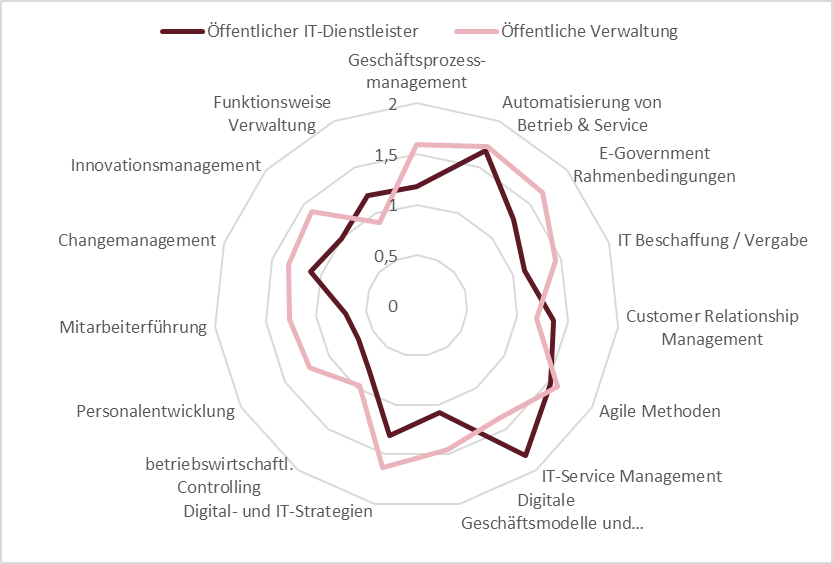 Öffentlicher IT-Dienstleister
Öffentliche Verwaltung
Geschäftsprozess-
management
Automatisierung von
Betrieb & Service
E-Government
Rahmenbedingungen
IT Beschaffung / Vergabe
Customer Relationship
Management
Agile Methoden
IT-Service Management
Digitale
Geschäftsmodelle und…
Digital- und IT-Strategien
betriebswirtschaftl.
Controlling
Personalentwicklung
Mitarbeiterführung
Changemanagement
Innovationsmanagement
Funktionsweise
Verwaltung
2
1,5
1
0,5
0